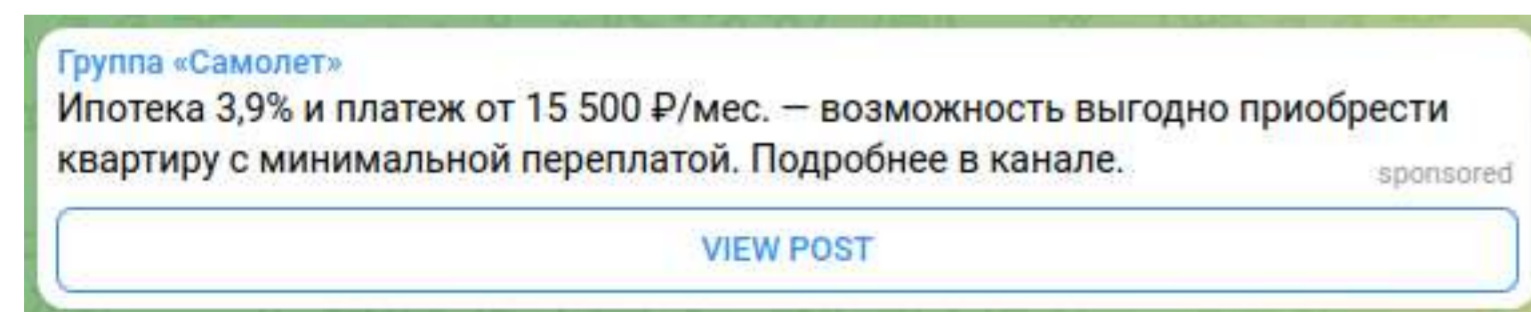 Группа «Самолет»
Ипотека 3,9% и платеж от 15 500 ₽/мес. — возможность выгодно приобрести
квартиру с минимальной переплатой. Подробнее в канале.
sponsored
VIEW POST